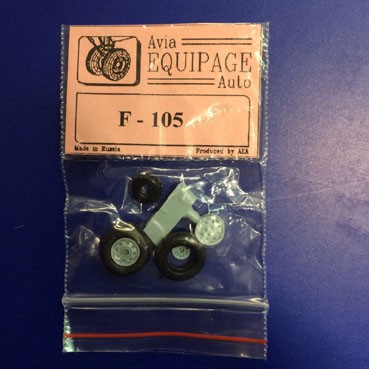 Avia
EQUIPAGE
Auto
F - 105
Made in Russia
Produced by AEA